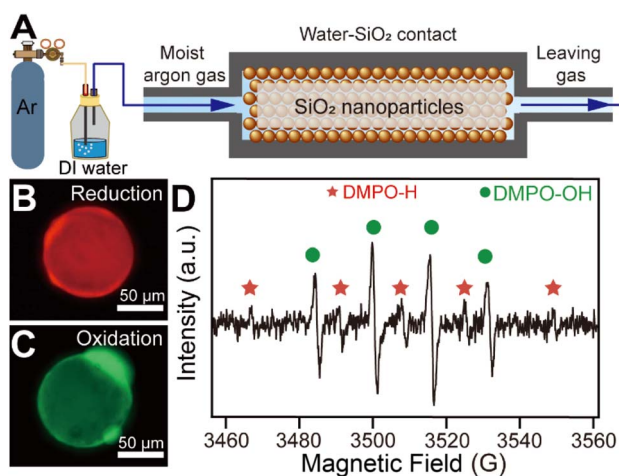 A
Water-SiO₂ contact
Moist
argon gas
Leaving
gas
Ar
SiO₂ nanoparticles
DI water
B
Reduction
50 µm
C
Oxidation
50 µm
D
DMPO-H
DMPO-OH
Intensity (a.u.)
3460 3480 3500 3520 3540 3560
Magnetic Field (G)